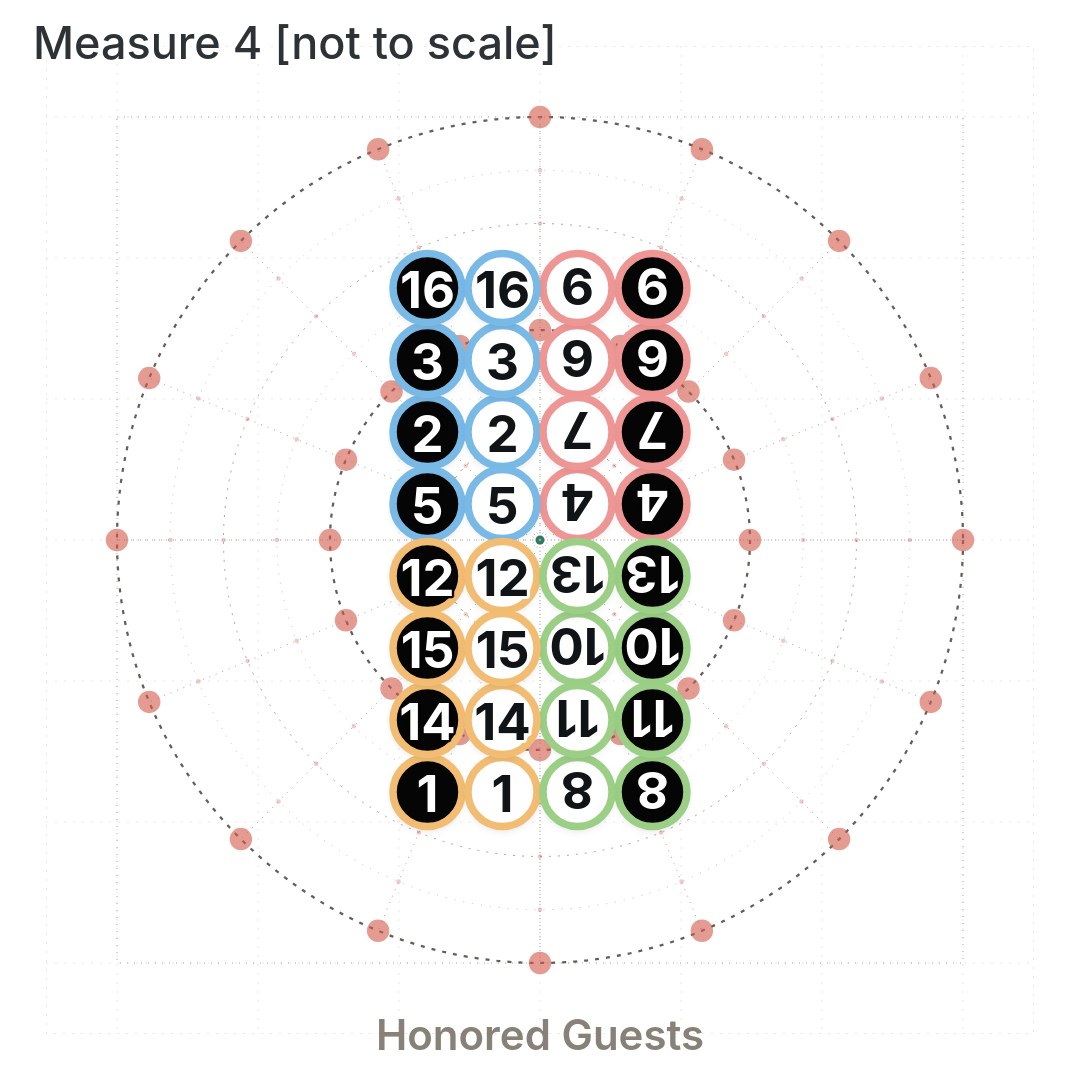 Measure 4 [not to scale]
16 16 9 9
3 3 6 6
2 2 7 7
5 5 4 4
12 12 13 13
15 15 10 10
14 14 11 11
1 1 8 8
Honored Guests